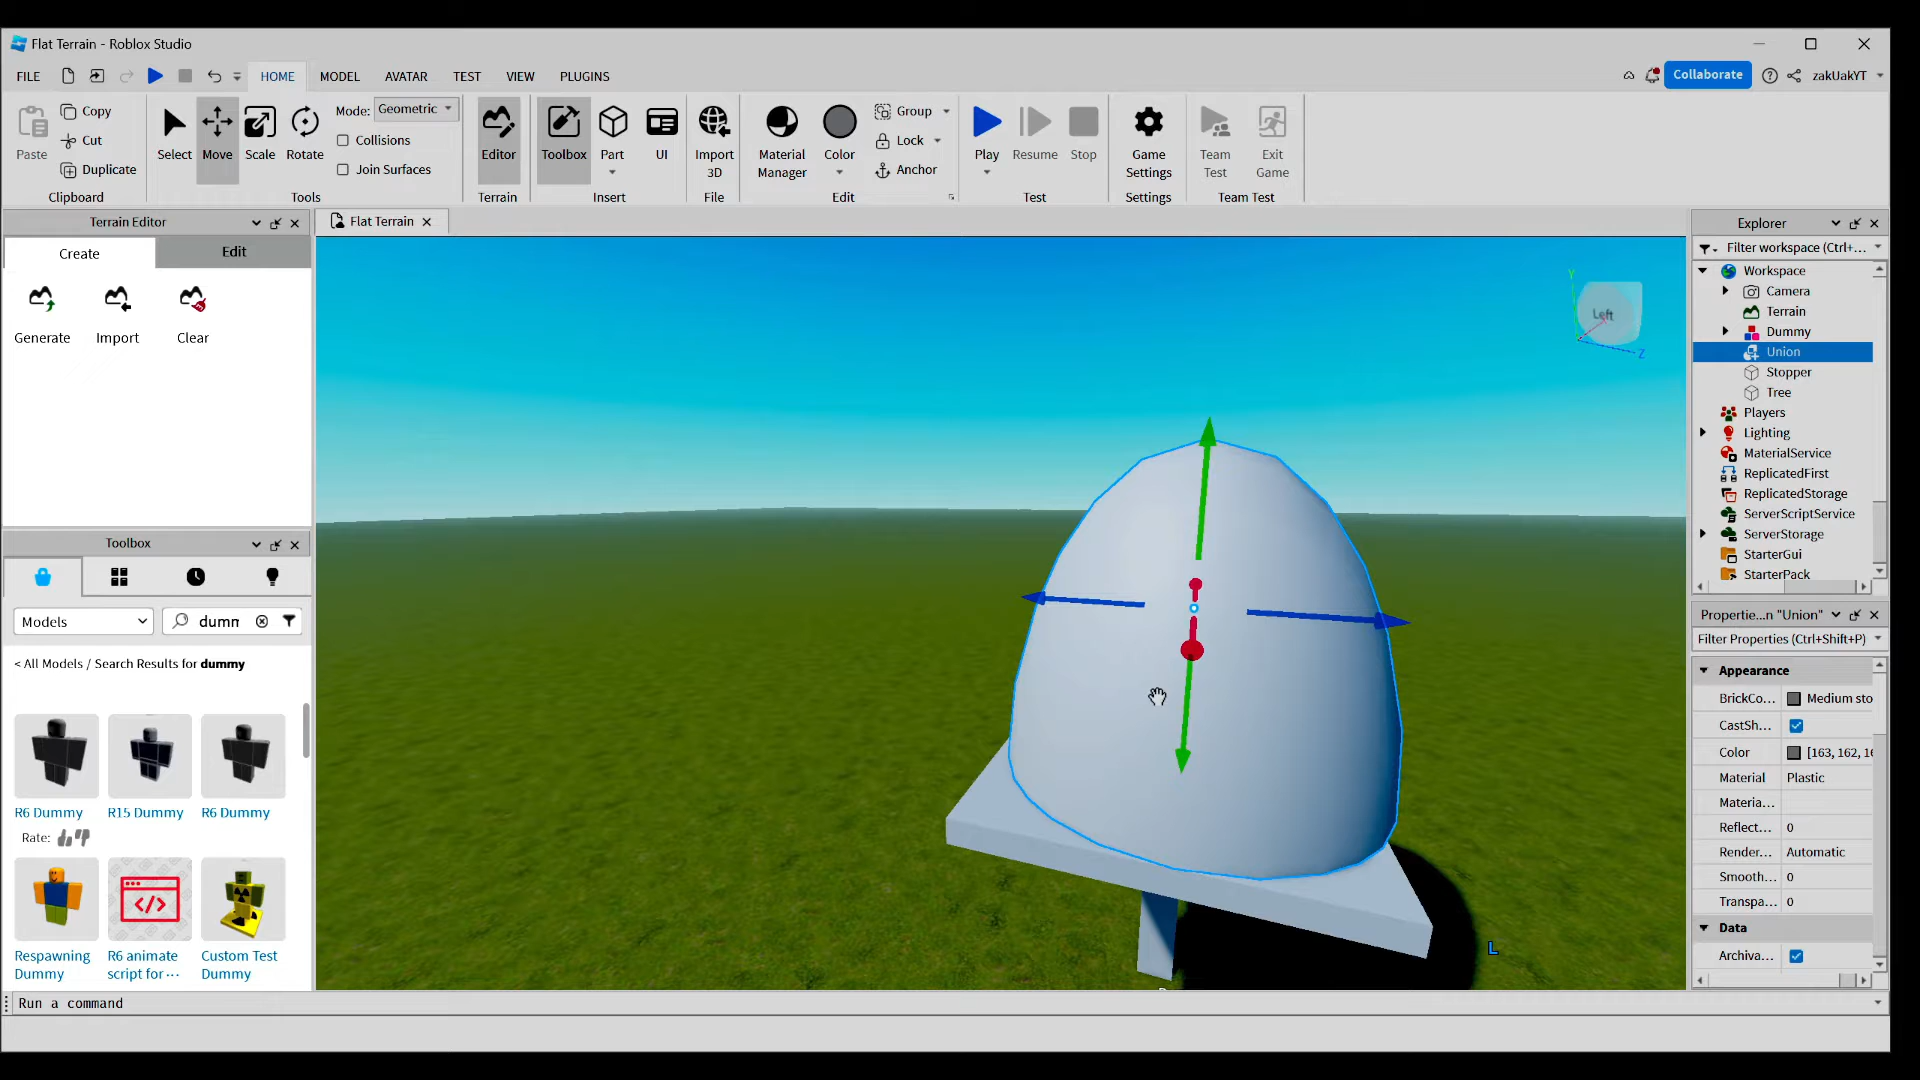 Flat Terrain - Roblox Studio
FILE
HOME
MODEL
AVATAR
TEST
VIEW
PLUGINS
Collaborate
zakUakYT
Paste
Copy
Cut
Duplicate
Clipboard
Select
Move
Scale
Rotate
Mode:
Geometric
Collisions
Join Surfaces
Tools
Editor
Terrain
Toolbox
Part
UI
Insert
Import
3D
File
Material
Manager
Color
Group
Lock
Anchor
Edit
Play
Resume
Stop
Test
Game
Settings
Settings
Team
Test
Exit
Game
Team Test
Terrain Editor
Create
Edit
Generate
Import
Clear
Toolbox
Models
dumm
< All Models / Search Results for dummy
R6 Dummy
R15 Dummy
R6 Dummy
Rate:
Respawning
Dummy
R6 animate
script for ···
Custom Test
Dummy
Flat Terrain
Y
Left
Z
L
Explorer
Filter workspace (Ctrl+...
Workspace
Camera
Terrain
Dummy
Union
Stopper
Tree
Players
Lighting
MaterialService
ReplicatedFirst
ReplicatedStorage
ServerScriptService
ServerStorage
StarterGui
StarterPack
Propertie...n "Union"
Filter Properties (Ctrl+Shift+P)
Appearance
BrickCo... Medium sto
CastSh...
Color [163, 162, 16
Material Plastic
Materia...
Reflect... 0
Render... Automatic
Smooth... 0
Transpa... 0
Data
Archiva...
Run a command